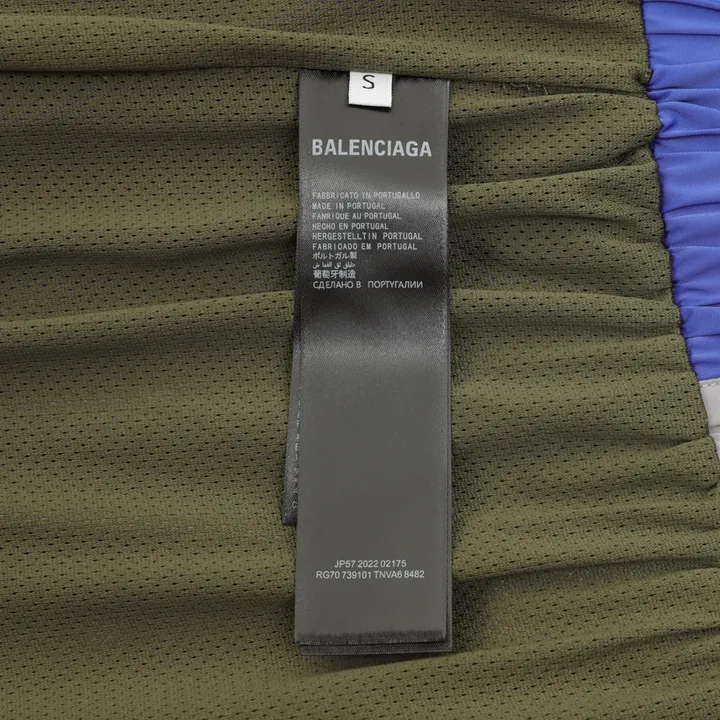 S
BALENCIAGA
FABBRICATO IN PORTUGALLO
MADE IN PORTUGAL
FANRIQUE AU PORTUGAL
HECHO EN PORTUGAL
HERGESTELLTIN PORTUGAL
FABRICADO EM PORTUGAL
ポルトガル製
葡萄牙制造
СДЕЛАНО В ПОРТУГАЛИИ
JP57 2022 02175
RG70 739101 TNVA6 8482